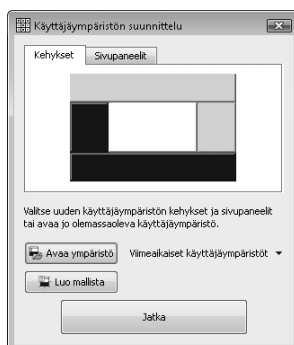 Käyttäjäympäristön suunnittelu
Kehykset Sivupaneelit
Valitse uuden käyttäjäympäristön kehykset ja sivupaneelit
tai avaa jo olemassaoleva käyttäjäympäristö.
Avaa ympäristö Viimeaikaiset käyttäjäympäristöt
Luo mallista
Jatka